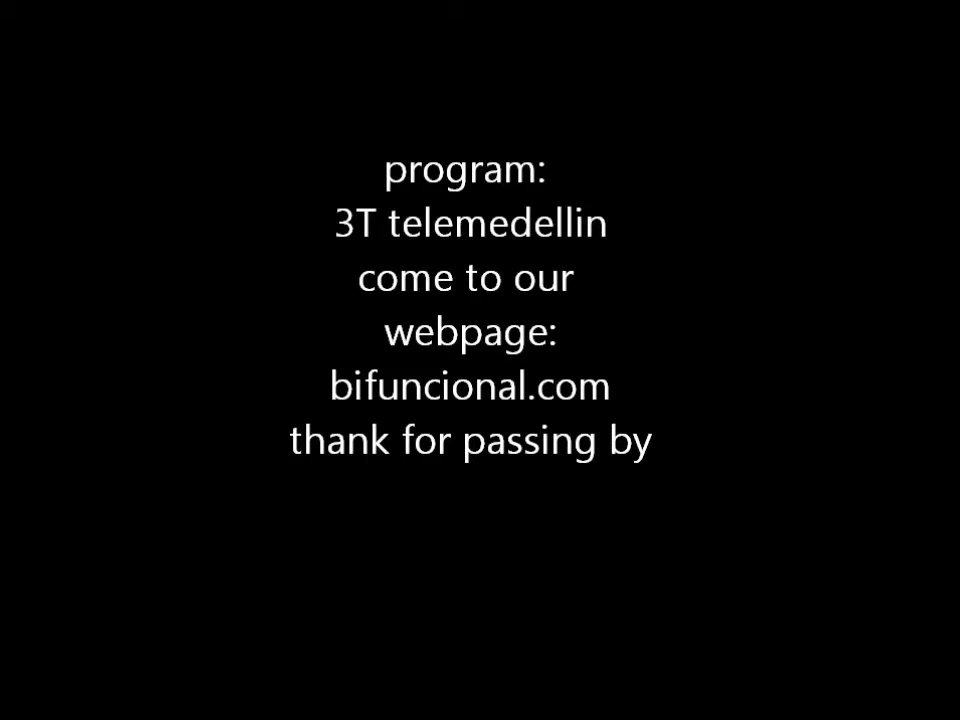 program:
3T telemedellin
come to our
webpage:
bifuncional.com
thank for passing by